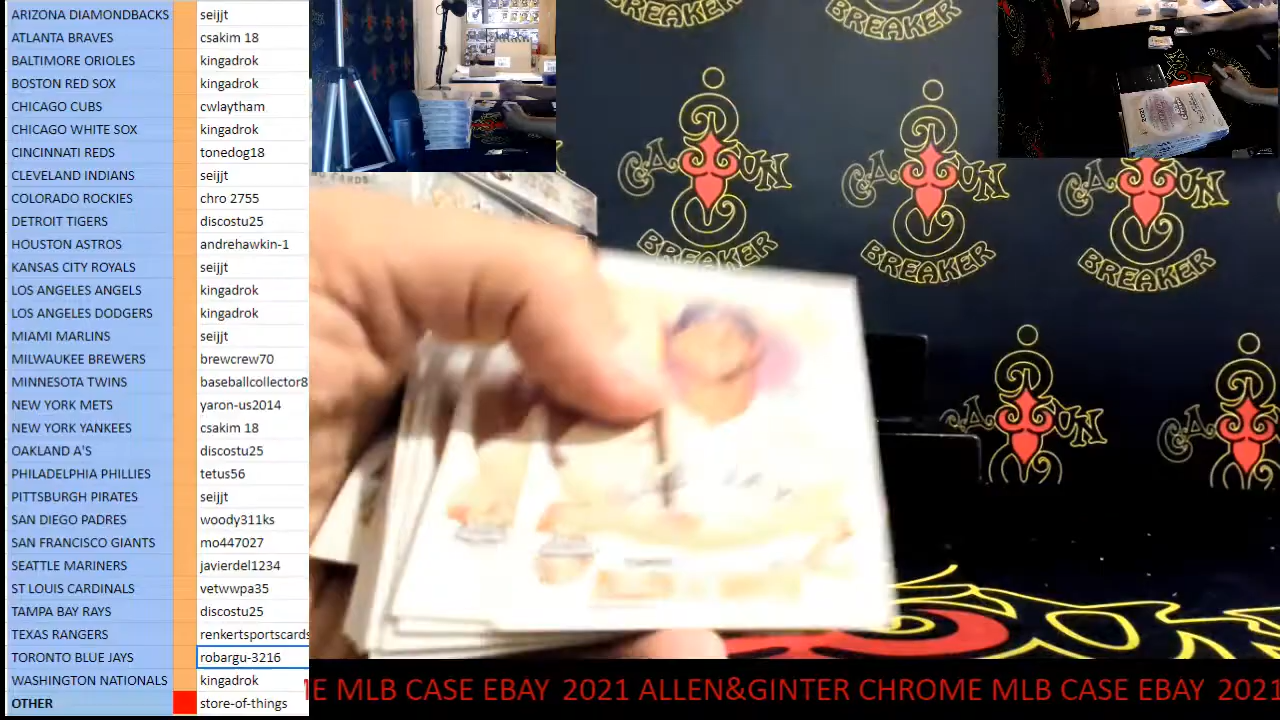 ARIZONA DIAMONDBACKS seijjt
ATLANTA BRAVES csakim 18
BALTIMORE ORIOLES kingadrok
BOSTON RED SOX kingadrok
CHICAGO CUBS cwlaytham
CHICAGO WHITE SOX kingadrok
CINCINNATI REDS tonedog18
CLEVELAND INDIANS seijjt
COLORADO ROCKIES chro 2755
DETROIT TIGERS discostu25
HOUSTON ASTROS andrehawkin-1
KANSAS CITY ROYALS seijjt
LOS ANGELES ANGELS kingadrok
LOS ANGELES DODGERS kingadrok
MIAMI MARLINS seijjt
MILWAUKEE BREWERS brewcrew70
MINNESOTA TWINS baseballcollector8
NEW YORK METS yaron-us2014
NEW YORK YANKEES csakim 18
OAKLAND A'S discostu25
PHILADELPHIA PHILLIES tetus56
PITTSBURGH PIRATES seijjt
SAN DIEGO PADRES woody311ks
SAN FRANCISCO GIANTS mo447027
SEATTLE MARINERS javierdel1234
ST LOUIS CARDINALS vetwwpa35
TAMPA BAY RAYS discostu25
TEXAS RANGERS renkertsportscards
TORONTO BLUE JAYS robargu-3216
WASHINGTON NATIONALS kingadrok
OTHER store-of-things
BREAKER
BREAKER
BREAKER
BREAKER
BREAKER
E MLB CASE EBAY 2021 ALLEN&GINTER CHROME MLB CASE EBAY 2021